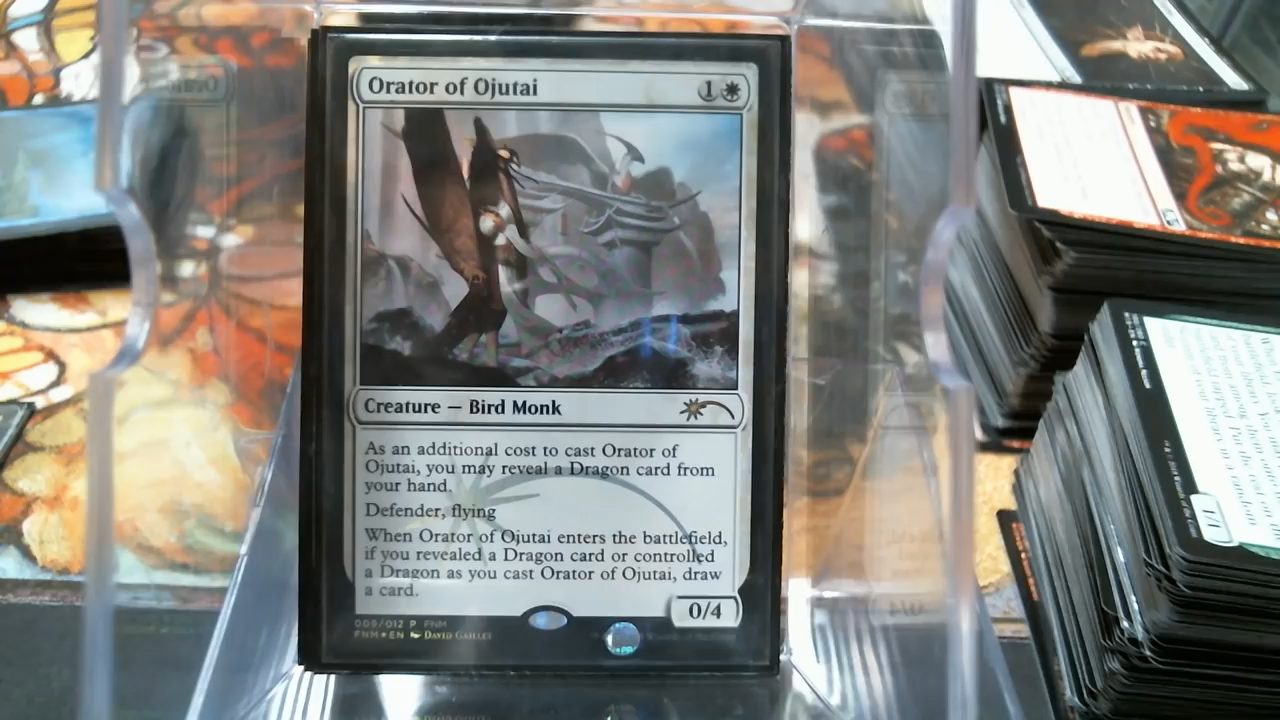 Orator of Ojutai
1
Creature — Bird Monk
As an additional cost to cast Orator of
Ojutai, you may reveal a Dragon card from
your hand.
Defender, flying
When Orator of Ojutai enters the battlefield,
if you revealed a Dragon card or controlled
a Dragon as you cast Orator of Ojutai, draw
a card.
0/4
009/012 P FNM
FNM EN DAVID GAILLET
1/1